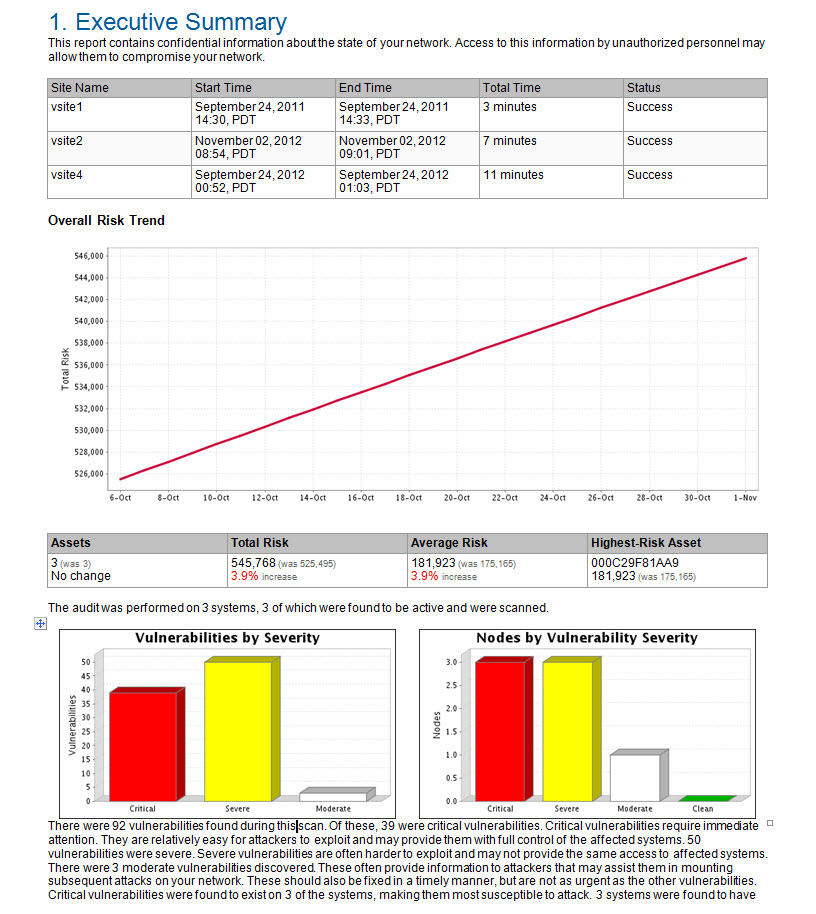 1. Executive Summary
This report contains confidential information about the state of your network. Access to this information by unauthorized personnel may
allow them to compromise your network.
Site Name Start Time End Time Total Time Status
vsite1 September 24, 2011 September 24, 2011 3 minutes Success
14:30, PDT 14:33, PDT
vsite2 November 02, 2012 November 02, 2012 7 minutes Success
08:54, PDT 09:01, PDT
vsite4 September 24, 2012 September 24, 2012 11 minutes Success
00:52, PDT 01:03, PDT
Overall Risk Trend
546,000
544,000
542,000
540,000
538,000
536,000
534,000
532,000
530,000
528,000
526,000
Total Risk
6-Oct 8-Oct 10-Oct 12-Oct 14-Oct 16-Oct 18-Oct 20-Oct 22-Oct 24-Oct 26-Oct 28-Oct 30-Oct 1-Nov
Assets Total Risk Average Risk Highest-Risk Asset
3 (was 3) 545,768 (was 525,495) 181,923 (was 175,165) 000C29F81AA9
No change 3.9% increase 3.9% increase 181,923 (was 175,165)
The audit was performed on 3 systems, 3 of which were found to be active and were scanned.
Vulnerabilities by Severity
50
45
40
35
30
25
20
15
10
5
0
Vulnerabilities
Critical Severe Moderate
Nodes by Vulnerability Severity
3.0
2.5
2.0
1.5
1.0
0.5
0.0
Nodes
Critical Severe Moderate Clean
There were 92 vulnerabilities found during this scan. Of these, 39 were critical vulnerabilities. Critical vulnerabilities require immediate
attention. They are relatively easy for attackers to exploit and may provide them with full control of the affected systems. 50
vulnerabilities were severe. Severe vulnerabilities are often harder to exploit and may not provide the same access to affected systems.
There were 3 moderate vulnerabilities discovered. These often provide information to attackers that may assist them in mounting
subsequent attacks on your network. These should also be fixed in a timely manner, but are not as urgent as the other vulnerabilities.
Critical vulnerabilities were found to exist on 3 of the systems, making them most susceptible to attack. 3 systems were found to have